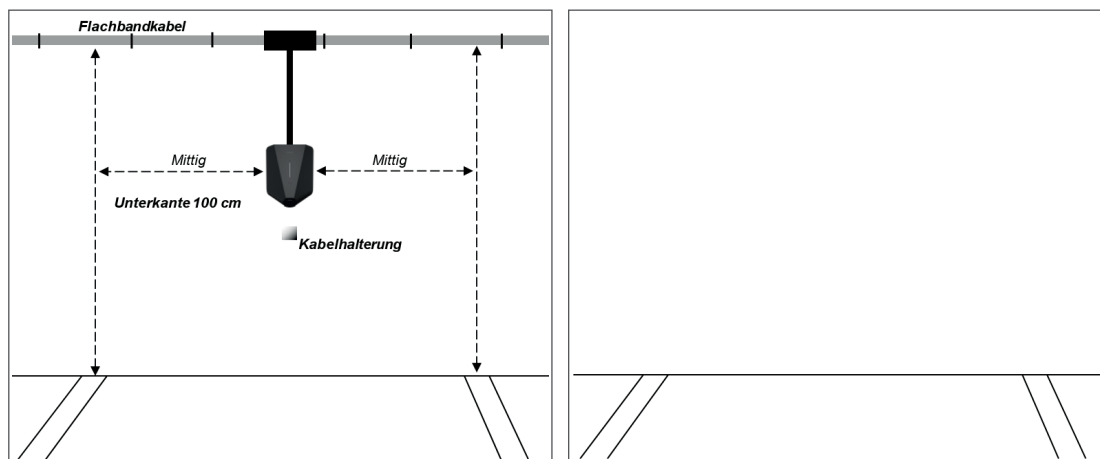 Flachbandkabel
Mittig
Mittig
Unterkante 100 cm
Kabelhalterung